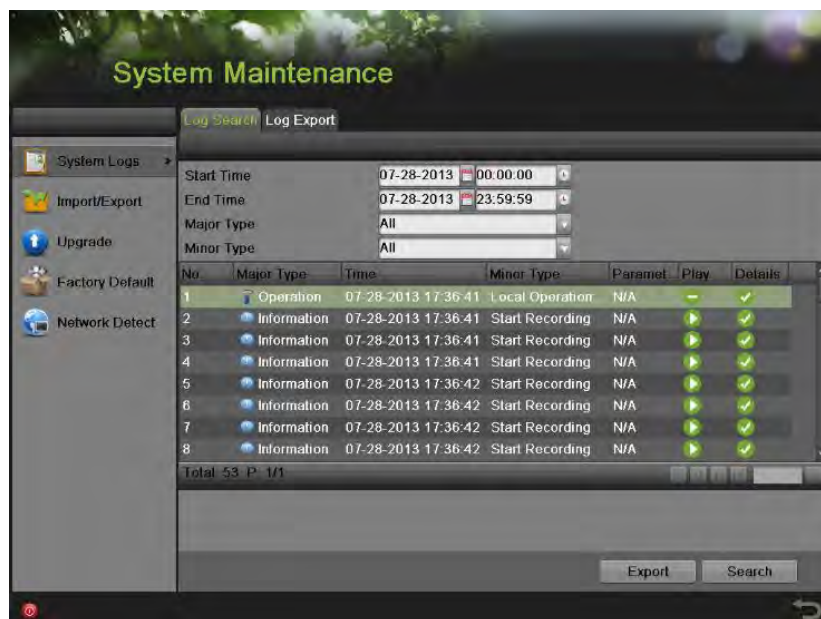 System Maintenance
Log Search Log Export
System Logs
Import/Export
Upgrade
Factory Default
Network Detect
Start Time 07-28-2013 00:00:00
End Time 07-28-2013 23:59:59
Major Type All
Minor Type All
No. Major Type Time Minor Type Paramet Play Details
1 Operation 07-28-2013 17:36:41 Local Operation N/A
2 Information 07-28-2013 17:36:41 Start Recording N/A
3 Information 07-28-2013 17:36:41 Start Recording N/A
4 Information 07-28-2013 17:36:41 Start Recording N/A
5 Information 07-28-2013 17:36:42 Start Recording N/A
6 Information 07-28-2013 17:36:42 Start Recording N/A
7 Information 07-28-2013 17:36:42 Start Recording N/A
8 Information 07-28-2013 17:36:42 Start Recording N/A
Total: 53 P: 1/1
Export Search